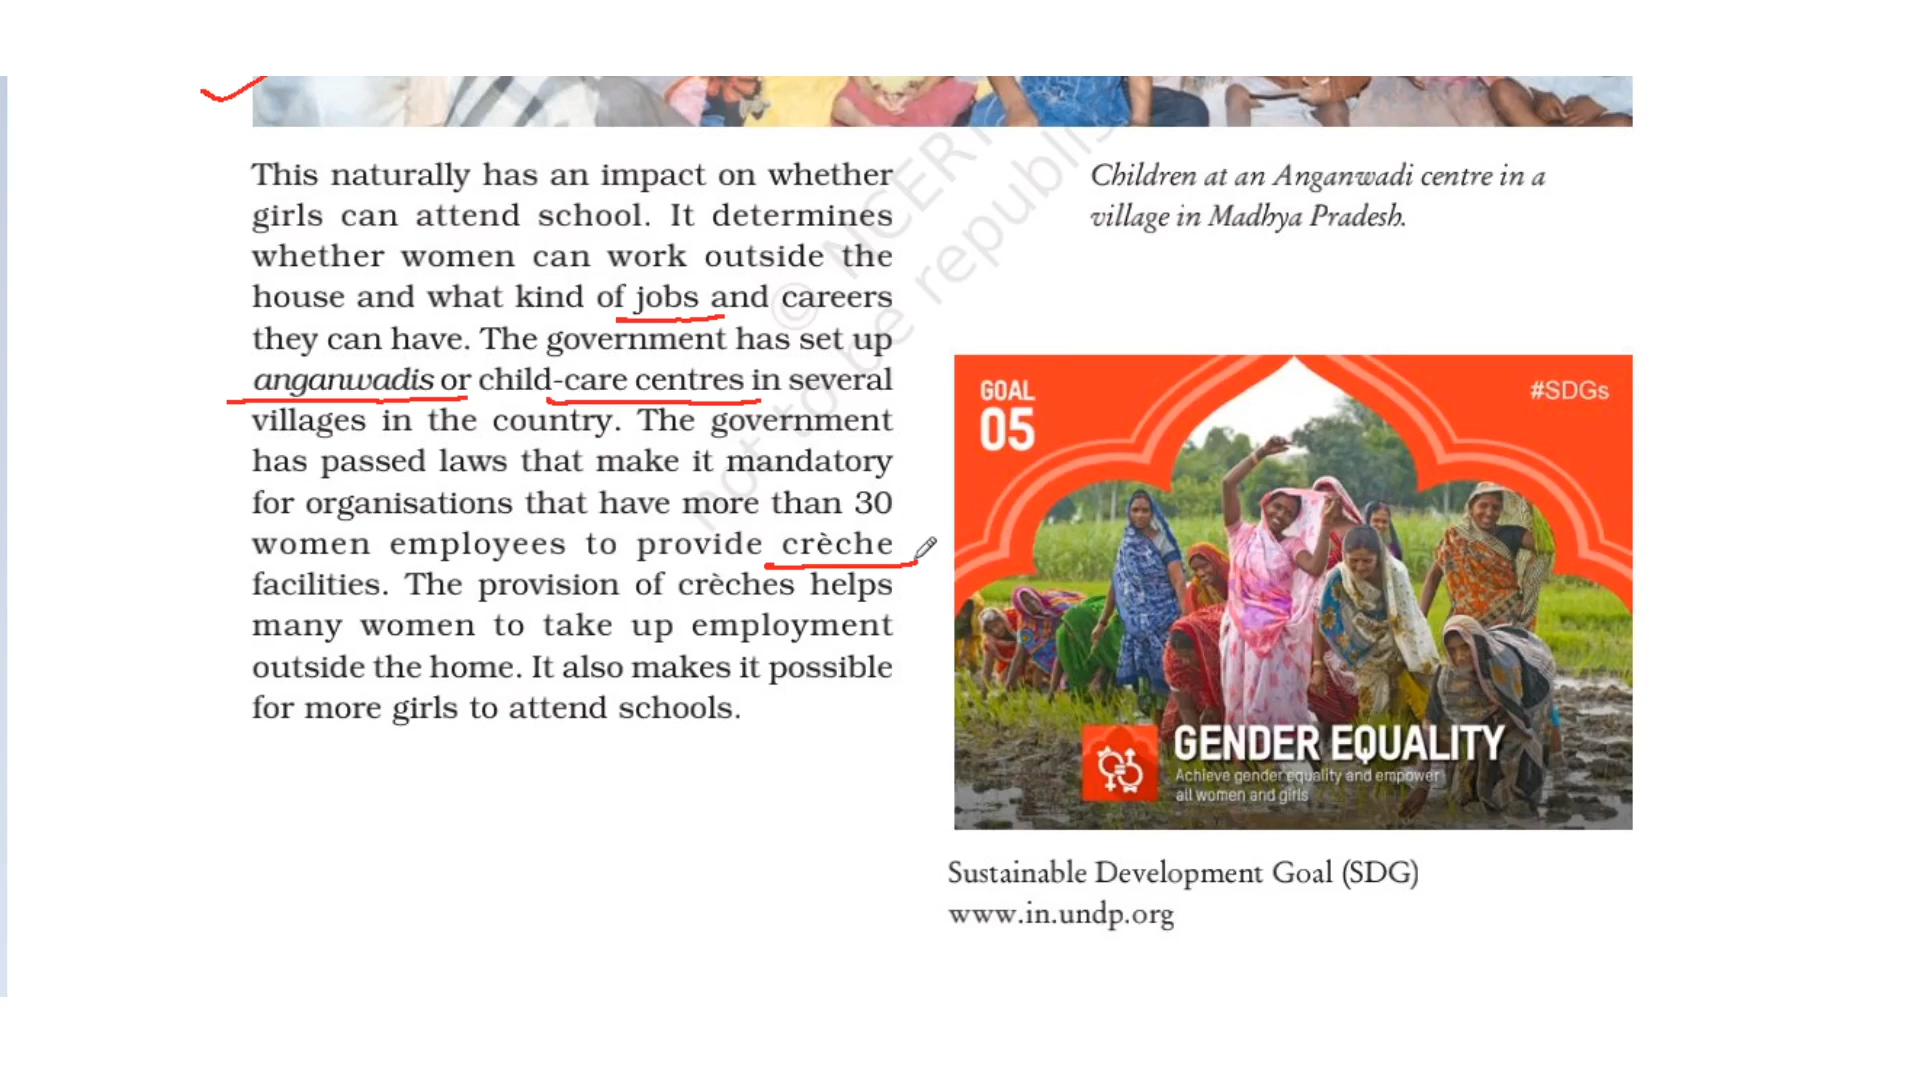 This naturally has an impact on whether
girls can attend school. It determines
whether women can work outside the
house and what kind of jobs and careers
they can have. The government has set up
anganwadis or child-care centres in several
villages in the country. The government
has passed laws that make it mandatory
for organisations that have more than 30
women employees to provide crèche
facilities. The provision of crèches helps
many women to take up employment
outside the home. It also makes it possible
for more girls to attend schools.
Children at an Anganwadi centre in a
village in Madhya Pradesh.
GOAL
05
#SDGs
GENDER EQUALITY
Achieve gender equality and empower
all women and girls
Sustainable Development Goal (SDG)
www.in.undp.org
© NCERT
not to be republi